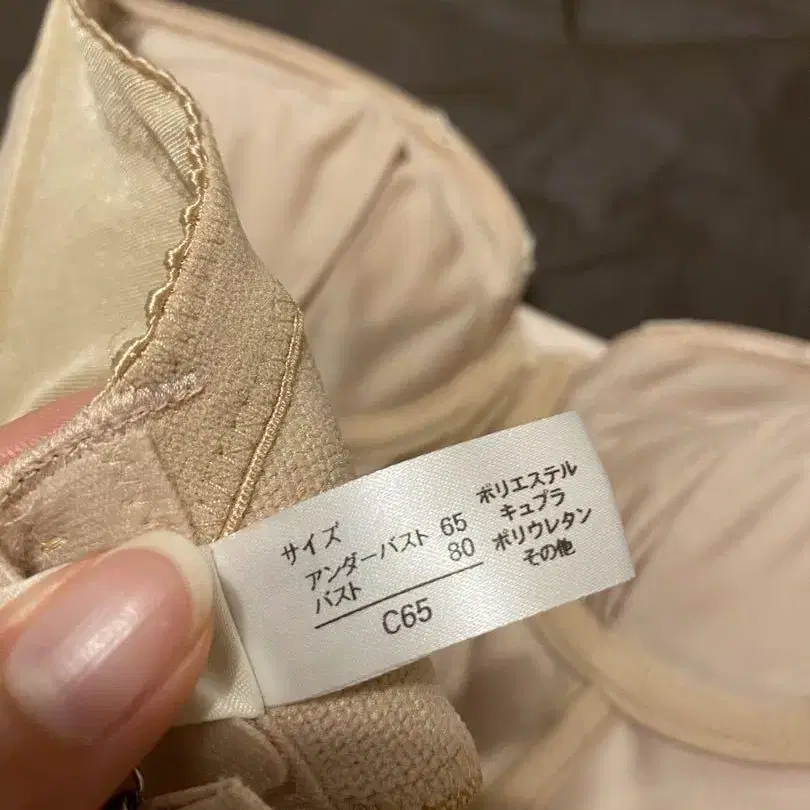 サイズ
アンダーバスト 65
バスト 80
C65
ポリエステル
キュプラ
ポリウレタン
その他